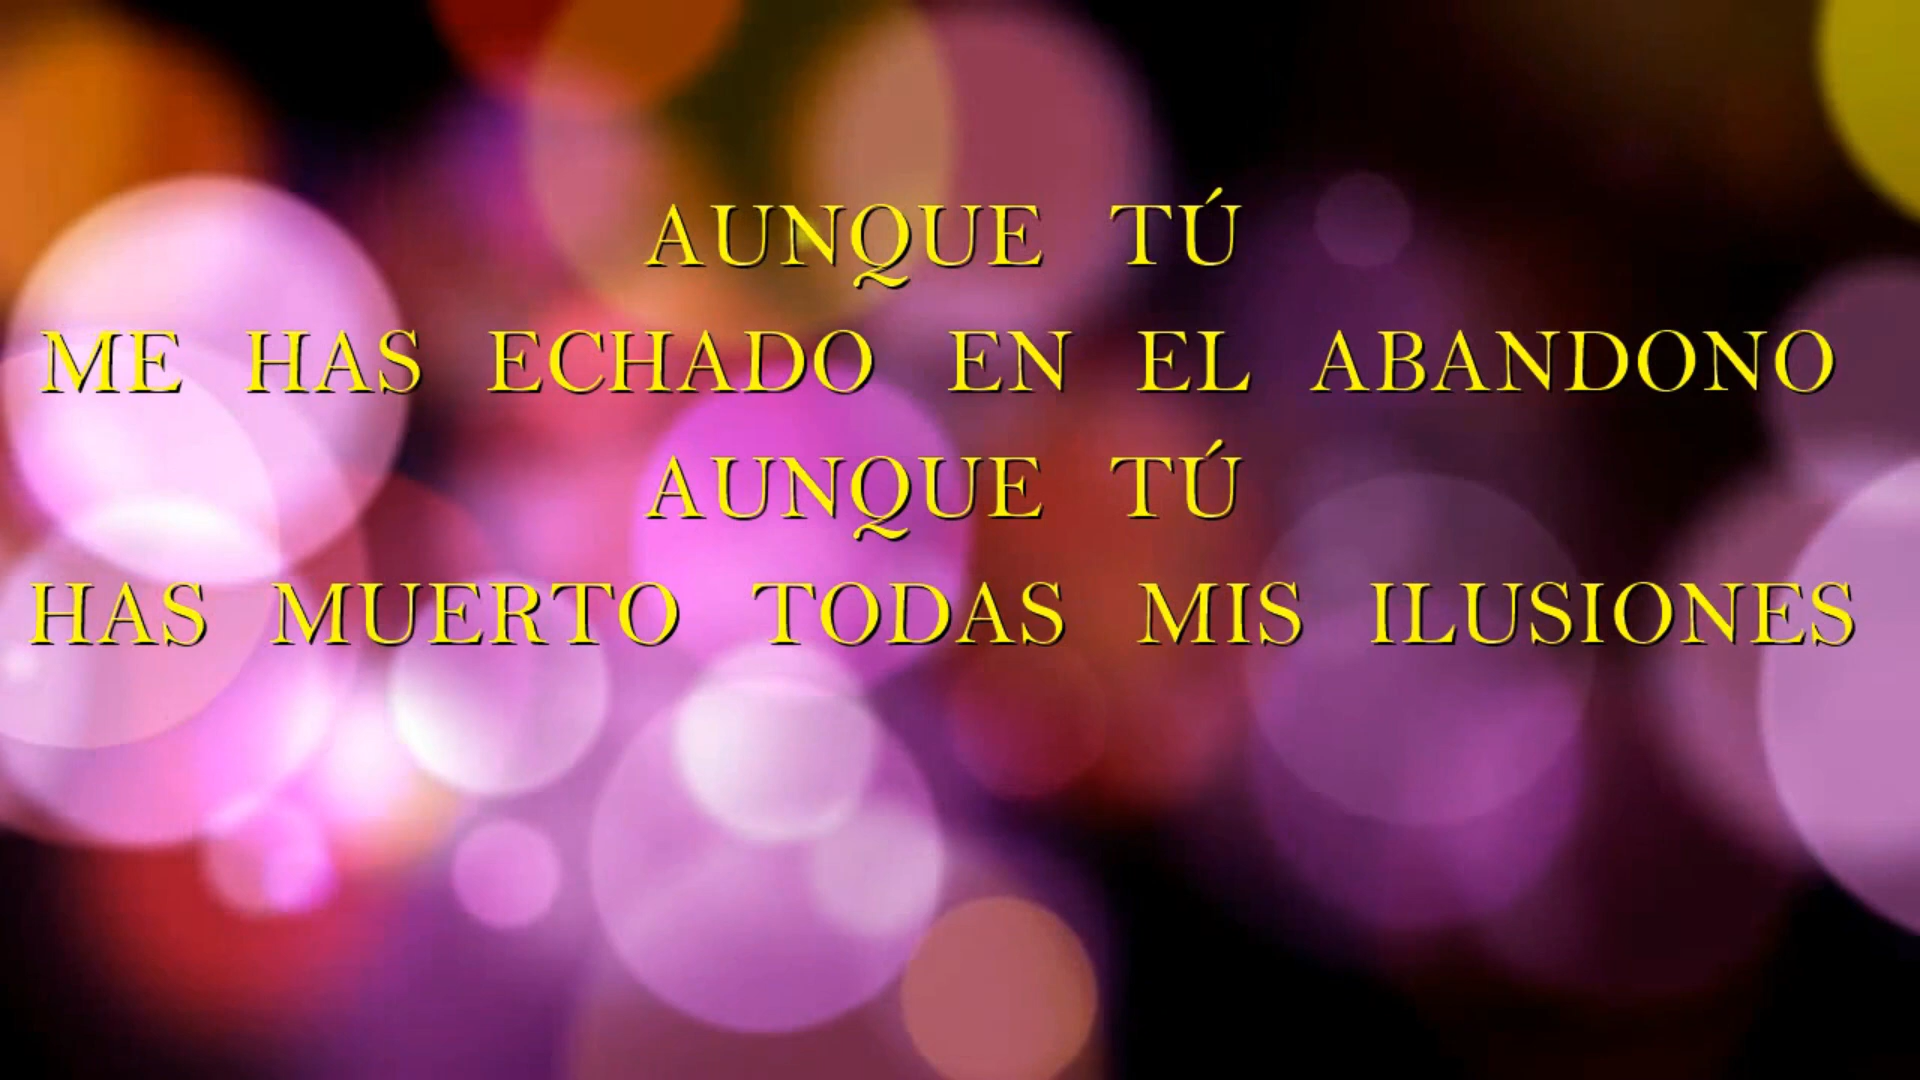 AUNQUE TÚ
ME HAS ECHADO EN EL ABANDONO
AUNQUE TÚ
HAS MUERTO TODAS MIS ILUSIONES